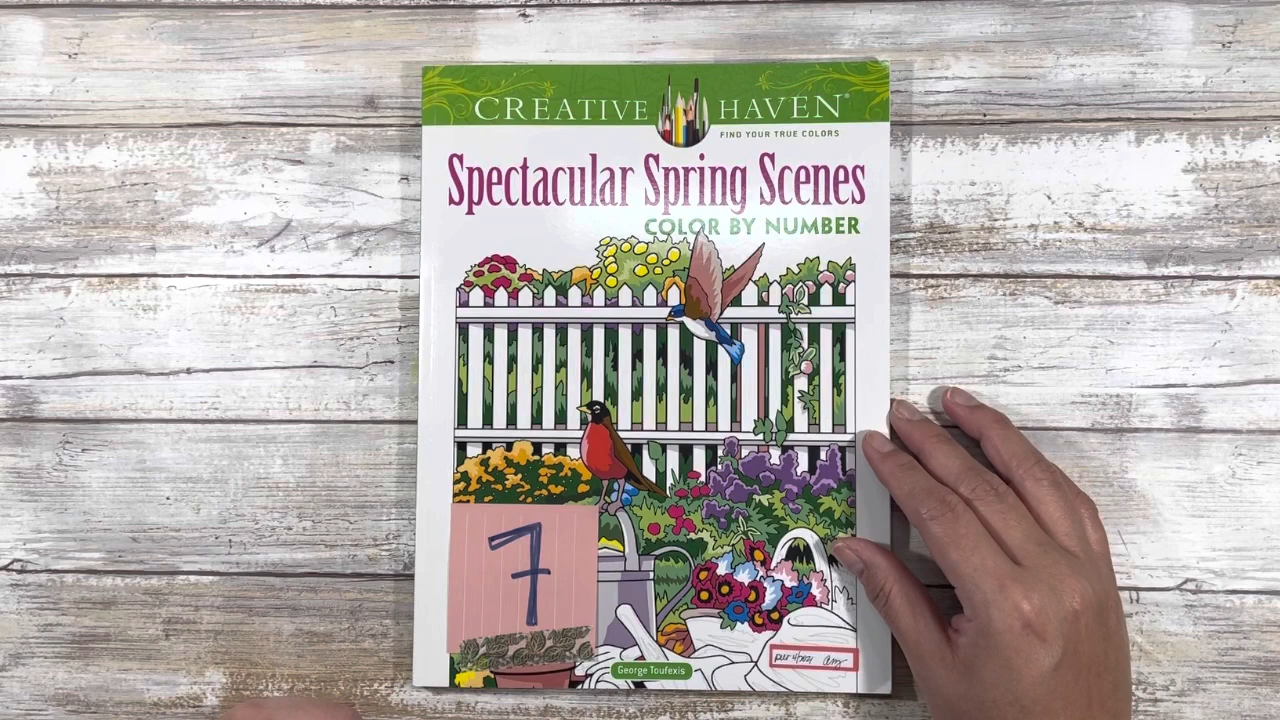 CREATIVE HAVEN®
FIND YOUR TRUE COLORS
Spectacular Spring Scenes
COLOR BY NUMBER
7
George Toufexis